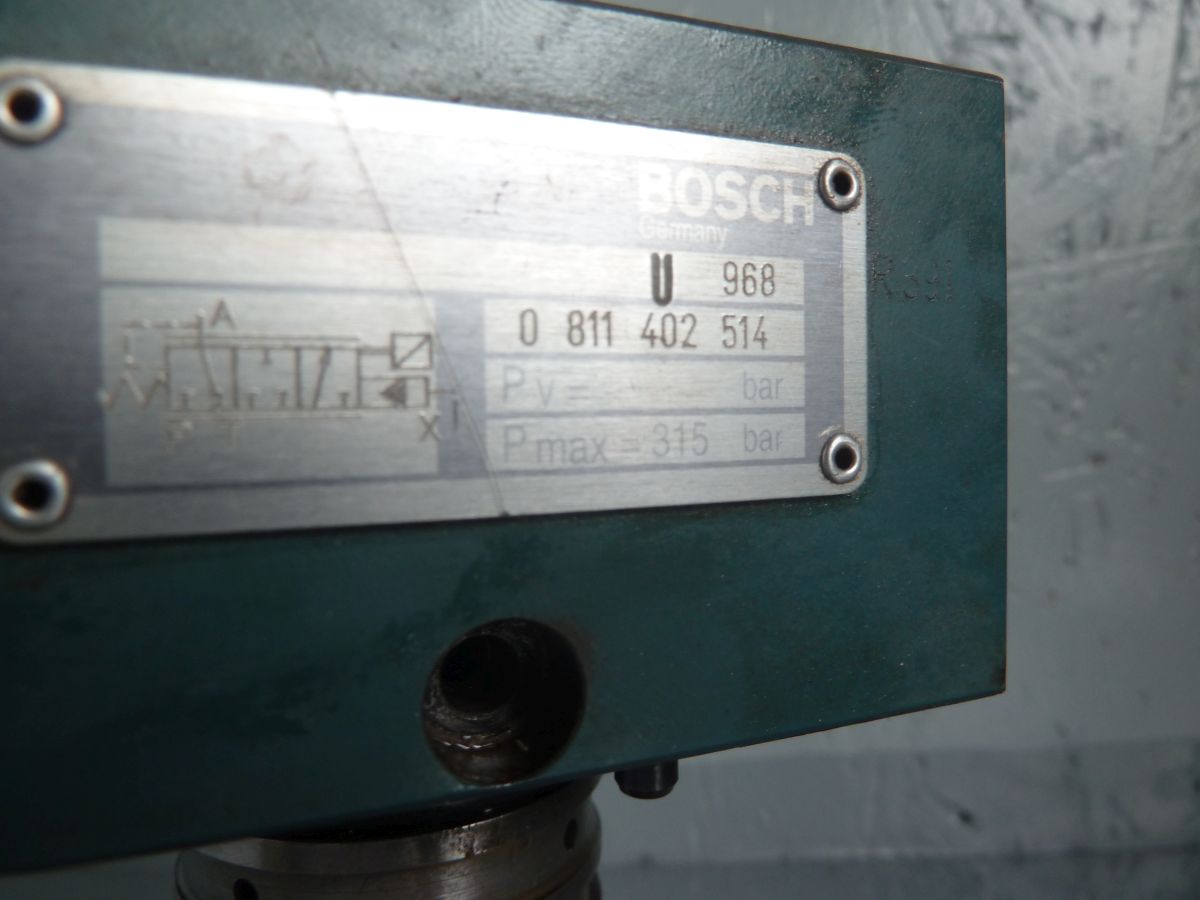 BOSCH
Germany
U 968
0 811 402 514
Pv = bar
Pmax = 315 bar
A
P T
X